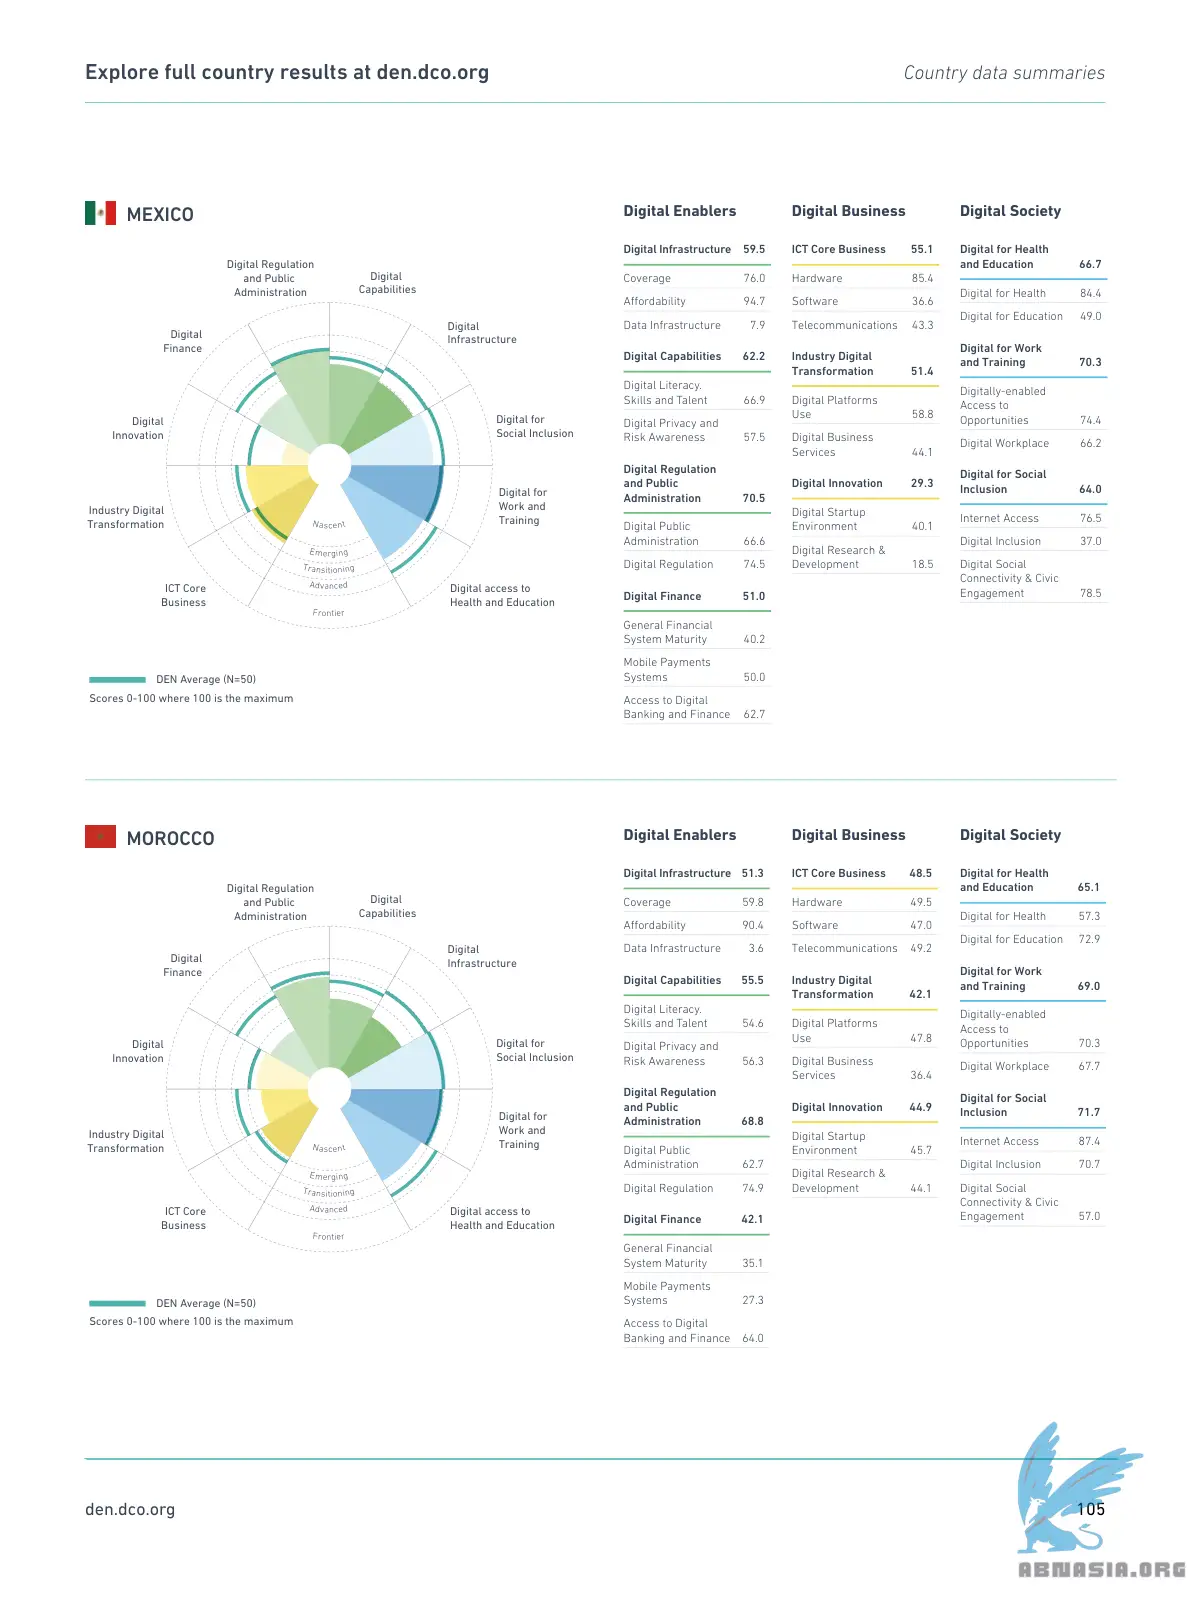 Explore full country results at den.dco.org
Country data summaries
MEXICO
Digital Regulation
and Public
Administration
Digital
Capabilities
Digital
Infrastructure
Digital for
Social Inclusion
Digital for
Work and
Training
Digital access to
Health and Education
ICT Core
Business
Industry Digital
Transformation
Digital
Innovation
Digital
Finance
Nascent
Emerging
Transitioning
Advanced
Frontier
DEN Average (N=50)
Scores 0-100 where 100 is the maximum
Digital Enablers
Digital Infrastructure 59.5
Coverage 76.0
Affordability 94.7
Data Infrastructure 7.9
Digital Capabilities 62.2
Digital Literacy.
Skills and Talent 66.9
Digital Privacy and
Risk Awareness 57.5
Digital Regulation
and Public
Administration 70.5
Digital Public
Administration 66.6
Digital Regulation 74.5
Digital Finance 51.0
General Financial
System Maturity 40.2
Mobile Payments
Systems 50.0
Access to Digital
Banking and Finance 62.7
Digital Business
ICT Core Business 55.1
Hardware 85.4
Software 36.6
Telecommunications 43.3
Industry Digital
Transformation 51.4
Digital Platforms
Use 58.8
Digital Business
Services 44.1
Digital Innovation 29.3
Digital Startup
Environment 40.1
Digital Research &
Development 18.5
Digital Society
Digital for Health
and Education 66.7
Digital for Health 84.4
Digital for Education 49.0
Digital for Work
and Training 70.3
Digitally-enabled
Access to
Opportunities 74.4
Digital Workplace 66.2
Digital for Social
Inclusion 64.0
Internet Access 76.5
Digital Inclusion 37.0
Digital Social
Connectivity & Civic
Engagement 78.5
MOROCCO
Digital Regulation
and Public
Administration
Digital
Capabilities
Digital
Infrastructure
Digital for
Social Inclusion
Digital for
Work and
Training
Digital access to
Health and Education
ICT Core
Business
Industry Digital
Transformation
Digital
Innovation
Digital
Finance
Nascent
Emerging
Transitioning
Advanced
Frontier
DEN Average (N=50)
Scores 0-100 where 100 is the maximum
Digital Enablers
Digital Infrastructure 51.3
Coverage 59.8
Affordability 90.4
Data Infrastructure 3.6
Digital Capabilities 55.5
Digital Literacy.
Skills and Talent 54.6
Digital Privacy and
Risk Awareness 56.3
Digital Regulation
and Public
Administration 68.8
Digital Public
Administration 62.7
Digital Regulation 74.9
Digital Finance 42.1
General Financial
System Maturity 35.1
Mobile Payments
Systems 27.3
Access to Digital
Banking and Finance 64.0
Digital Business
ICT Core Business 48.5
Hardware 49.5
Software 47.0
Telecommunications 49.2
Industry Digital
Transformation 42.1
Digital Platforms
Use 47.8
Digital Business
Services 36.4
Digital Innovation 44.9
Digital Startup
Environment 45.7
Digital Research &
Development 44.1
Digital Society
Digital for Health
and Education 65.1
Digital for Health 57.3
Digital for Education 72.9
Digital for Work
and Training 69.0
Digitally-enabled
Access to
Opportunities 70.3
Digital Workplace 67.7
Digital for Social
Inclusion 71.7
Internet Access 87.4
Digital Inclusion 70.7
Digital Social
Connectivity & Civic
Engagement 57.0
den.dco.org
105
ABNASIA.ORG